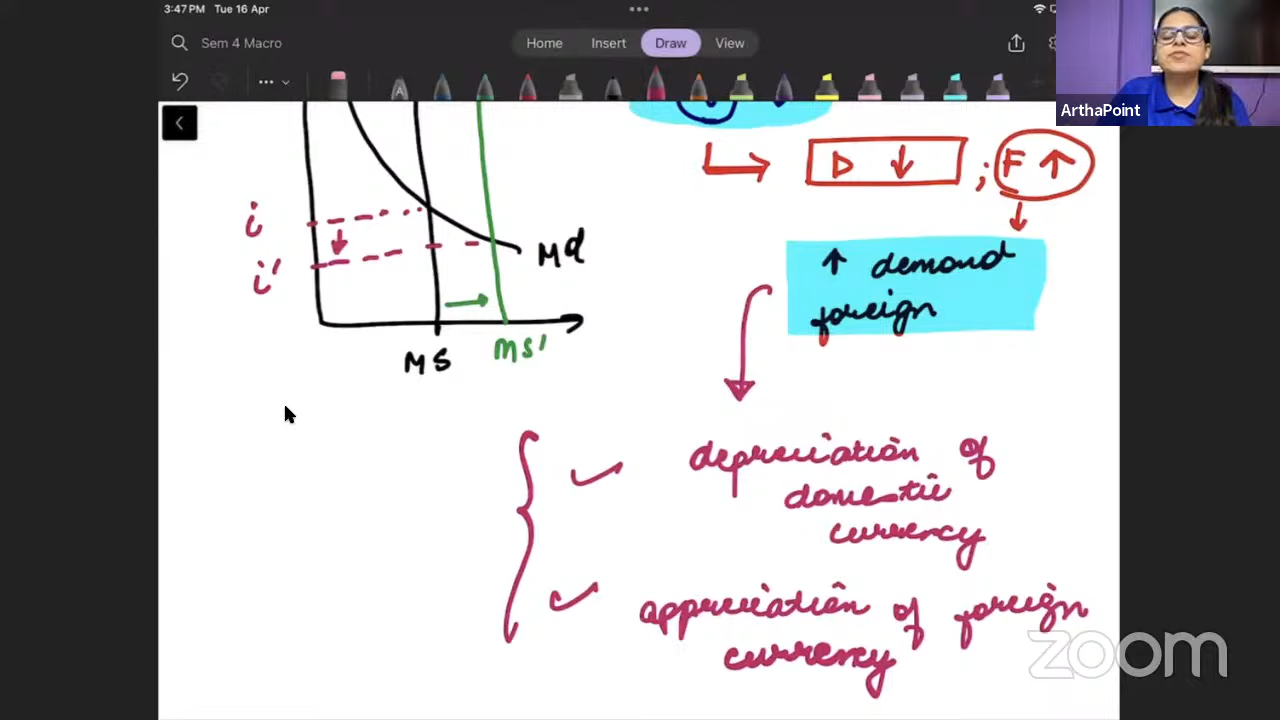 3:47 PM Tue 16 Apr
Sem 4 Macro
Home Insert Draw View
A
ArthaPoint
D ↓ ; F ↑
i
i'
Md
↑ demand
foreign
MS
MS'
depreciation of
domestic
currency
appreciation of foreign
currency
zoom